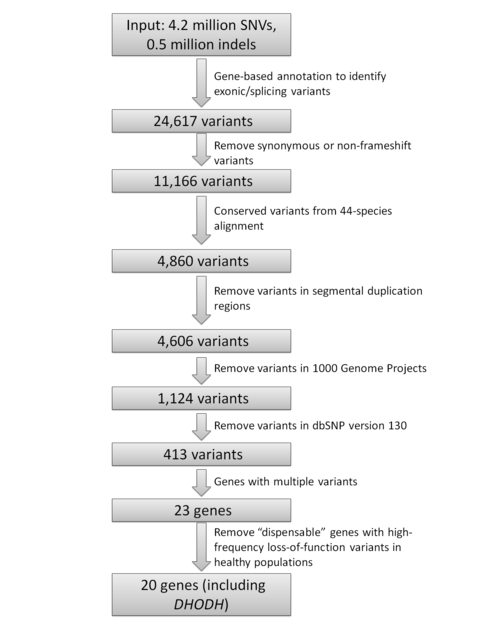 Input: 4.2 million SNVs,
0.5 million indels
Gene-based annotation to identify
exonic/splicing variants
24,617 variants
Remove synonymous or non-frameshift
variants
11,166 variants
Conserved variants from 44-species
alignment
4,860 variants
Remove variants in segmental duplication
regions
4,606 variants
Remove variants in 1000 Genome Projects
1,124 variants
Remove variants in dbSNP version 130
413 variants
Genes with multiple variants
23 genes
Remove “dispensable” genes with high-
frequency loss-of-function variants in
healthy populations
20 genes (including
DHODH)